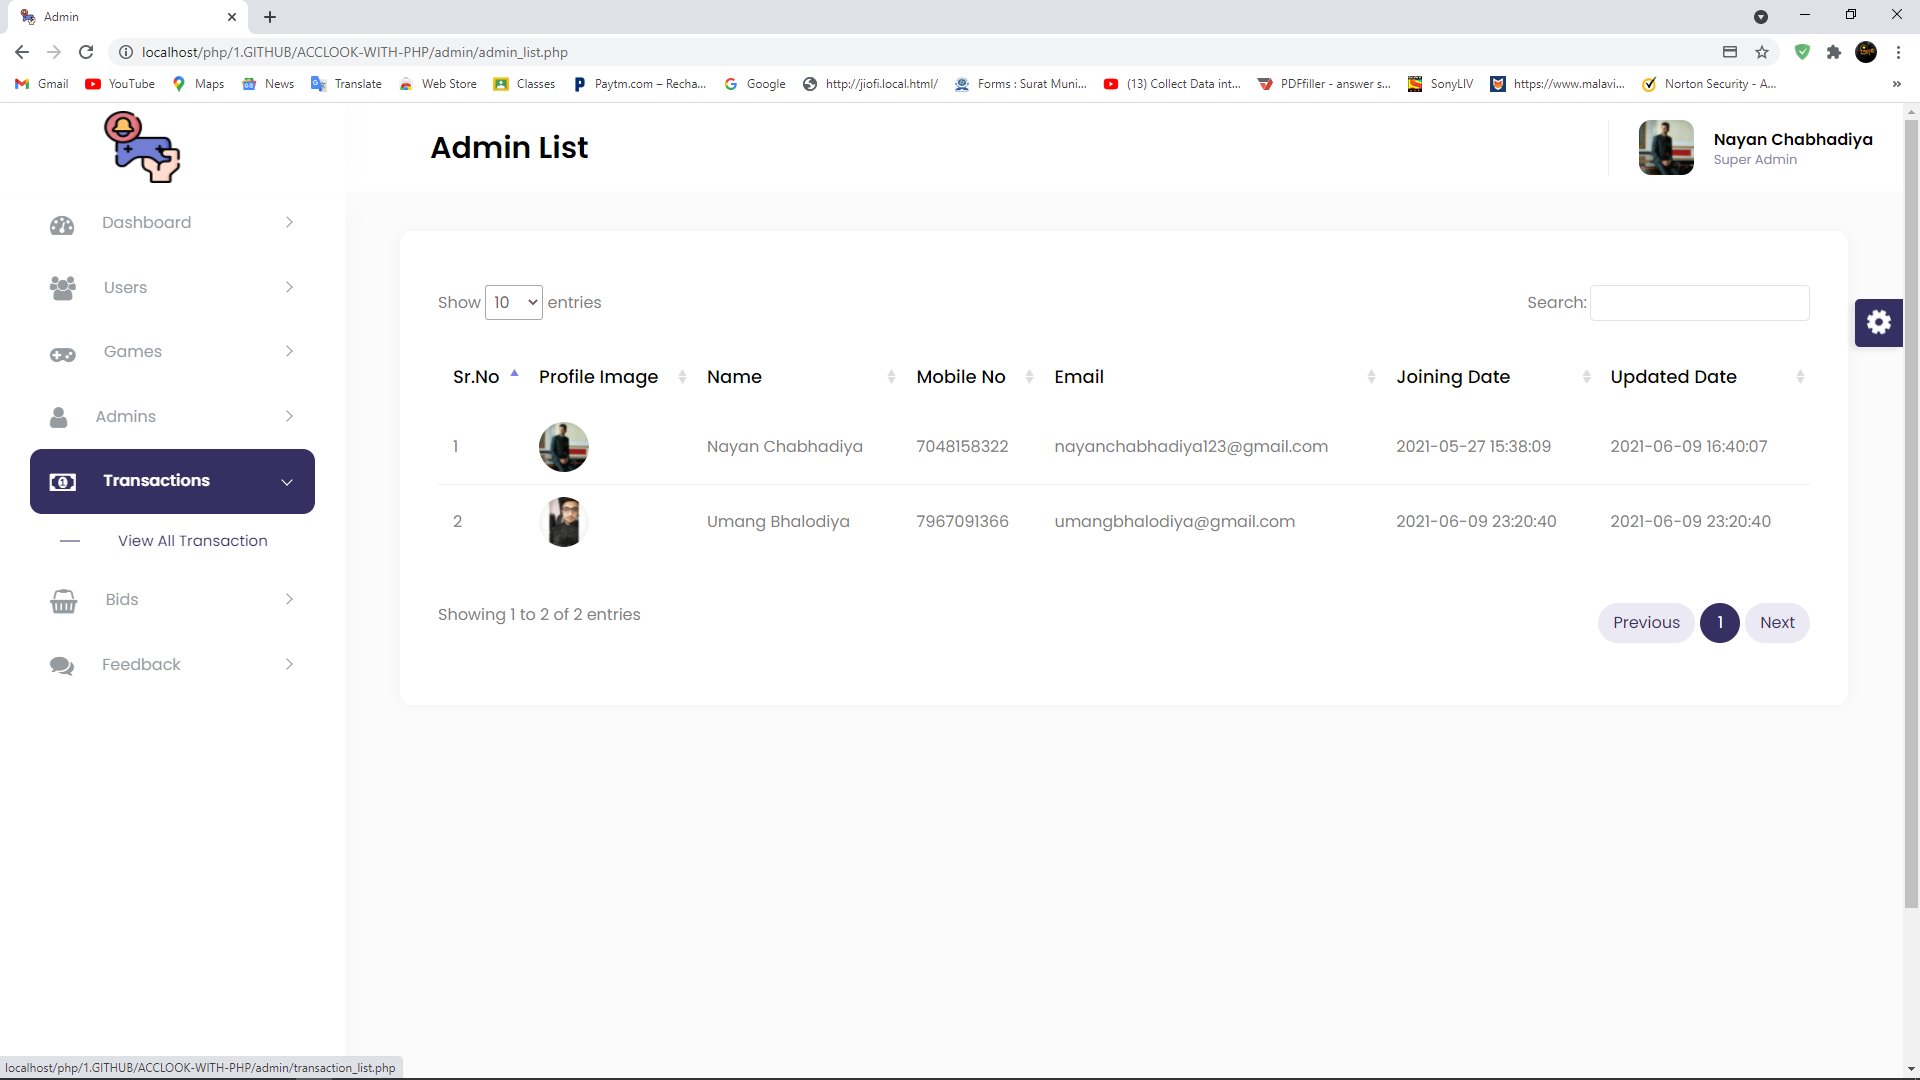 Admin
localhost/php/1.GITHUB/ACCLOOK-WITH-PHP/admin/admin_list.php
Gmail YouTube Maps News Translate Web Store Classes Paytm.com – Recha... Google http://jiofi.local.html/ Forms : Surat Muni... (13) Collect Data int... PDFfiller - answer s... SonyLIV https://www.malavi... Norton Security - A... »
Admin List
Nayan Chabhadiya
Super Admin
Dashboard
Users
Games
Admins
Transactions
View All Transaction
Bids
Feedback
Show 10 entries
Search:
Sr.No Profile Image Name Mobile No Email Joining Date Updated Date
1 Nayan Chabhadiya 7048158322 nayanchabhadiya123@gmail.com 2021-05-27 15:38:09 2021-06-09 16:40:07
2 Umang Bhalodiya 7967091366 umangbhalodiya@gmail.com 2021-06-09 23:20:40 2021-06-09 23:20:40
Showing 1 to 2 of 2 entries
Previous 1 Next
localhost/php/1.GITHUB/ACCLOOK-WITH-PHP/admin/transaction_list.php